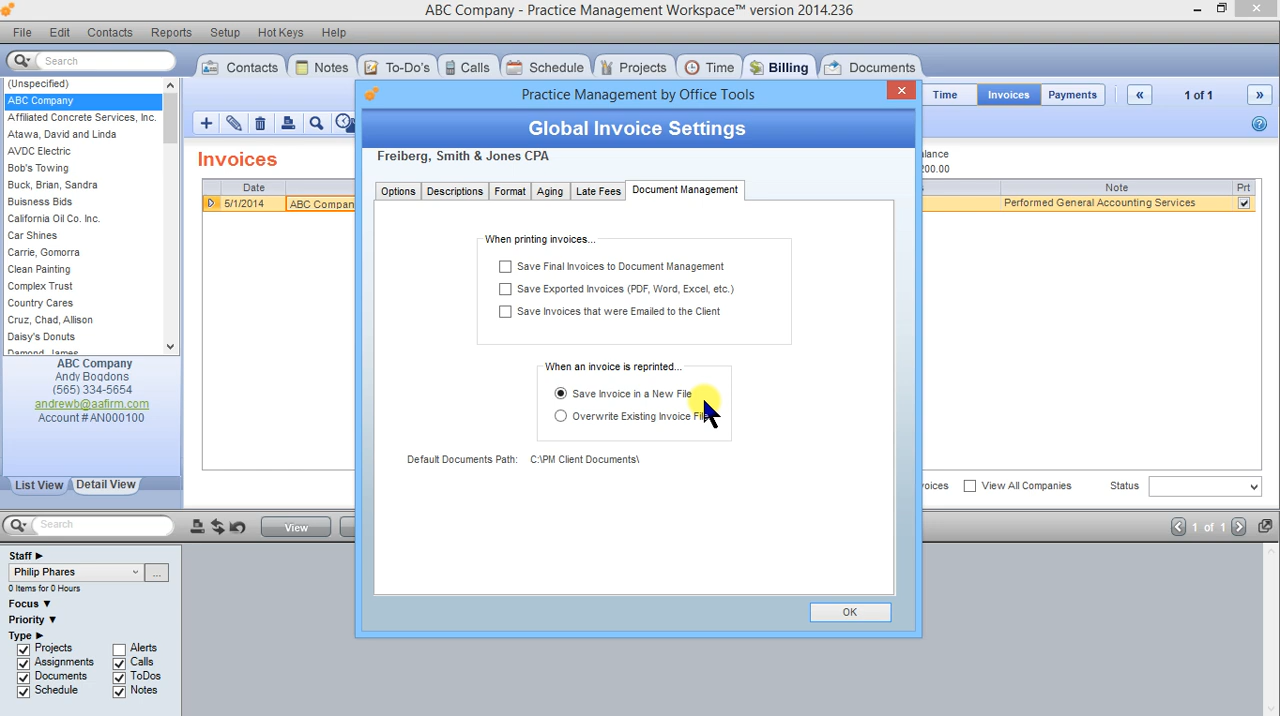 ABC Company - Practice Management Workspace™ version 2014.236
File Edit Contacts Reports Setup Hot Keys Help
Search
Contacts Notes To-Do's Calls Schedule Projects Time Billing Documents
(Unspecified)
ABC Company
Affiliated Concrete Services, Inc.
Atawa, David and Linda
AVDC Electric
Bob's Towing
Buck, Brian, Sandra
Buisness Bids
California Oil Co. Inc.
Car Shines
Carrie, Gomorra
Clean Painting
Complex Trust
Country Cares
Cruz, Chad, Allison
Daisy's Donuts
Damond, James
ABC Company
Andy Bogdons
(565) 334-5654
andrewb@aafirm.com
Account # AN000100
List View Detail View
Time Invoices Payments « 1 of 1 »
Invoices
Date
5/1/2014 ABC Company
alance
200.00
Note Prt
Performed General Accounting Services
voices View All Companies Status
Practice Management by Office Tools
Global Invoice Settings
Freiberg, Smith & Jones CPA
Options Descriptions Format Aging Late Fees Document Management
When printing invoices...
Save Final Invoices to Document Management
Save Exported Invoices (PDF, Word, Excel, etc.)
Save Invoices that were Emailed to the Client
When an invoice is reprinted...
Save Invoice in a New File
Overwrite Existing Invoice File
Default Documents Path: C:\PM Client Documents\
OK
Search
View
1 of 1
Staff
Philip Phares ...
0 Items for 0 Hours
Focus
Priority
Type
Projects Alerts
Assignments Calls
Documents ToDos
Schedule Notes